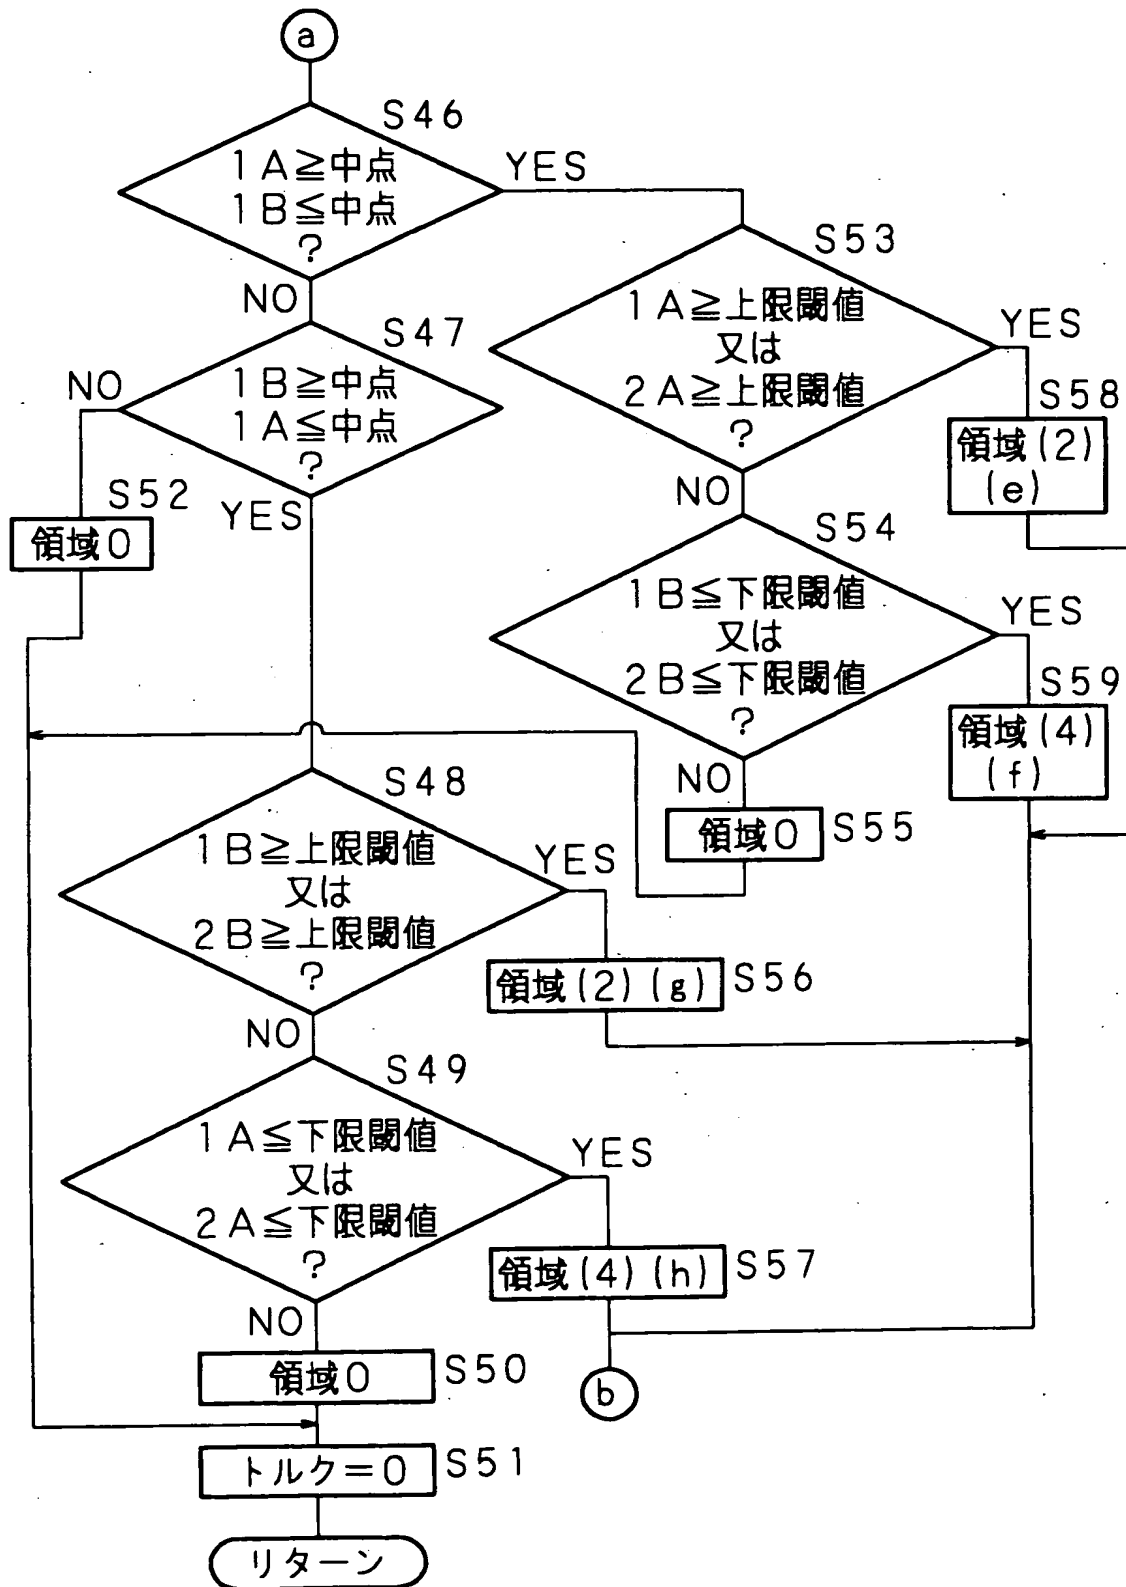 a
S46
1A≧中点
1B≦中点
?
YES
NO
S53
1A≧上限閾値
又は
2A≧上限閾値
?
YES
NO
S47
1B≧中点
1A≦中点
?
NO
YES
S58
領域(2)
(e)
S52
領域0
S54
1B≦下限閾値
又は
2B≦下限閾値
?
YES
NO
S59
領域(4)
(f)
S55
領域0
S48
1B≧上限閾値
又は
2B≧上限閾値
?
YES
NO
S56
領域(2)(g)
S49
1A≦下限閾値
又は
2A≦下限閾値
?
YES
NO
S57
領域(4)(h)
b
S50
領域0
S51
トルク=0
リターン